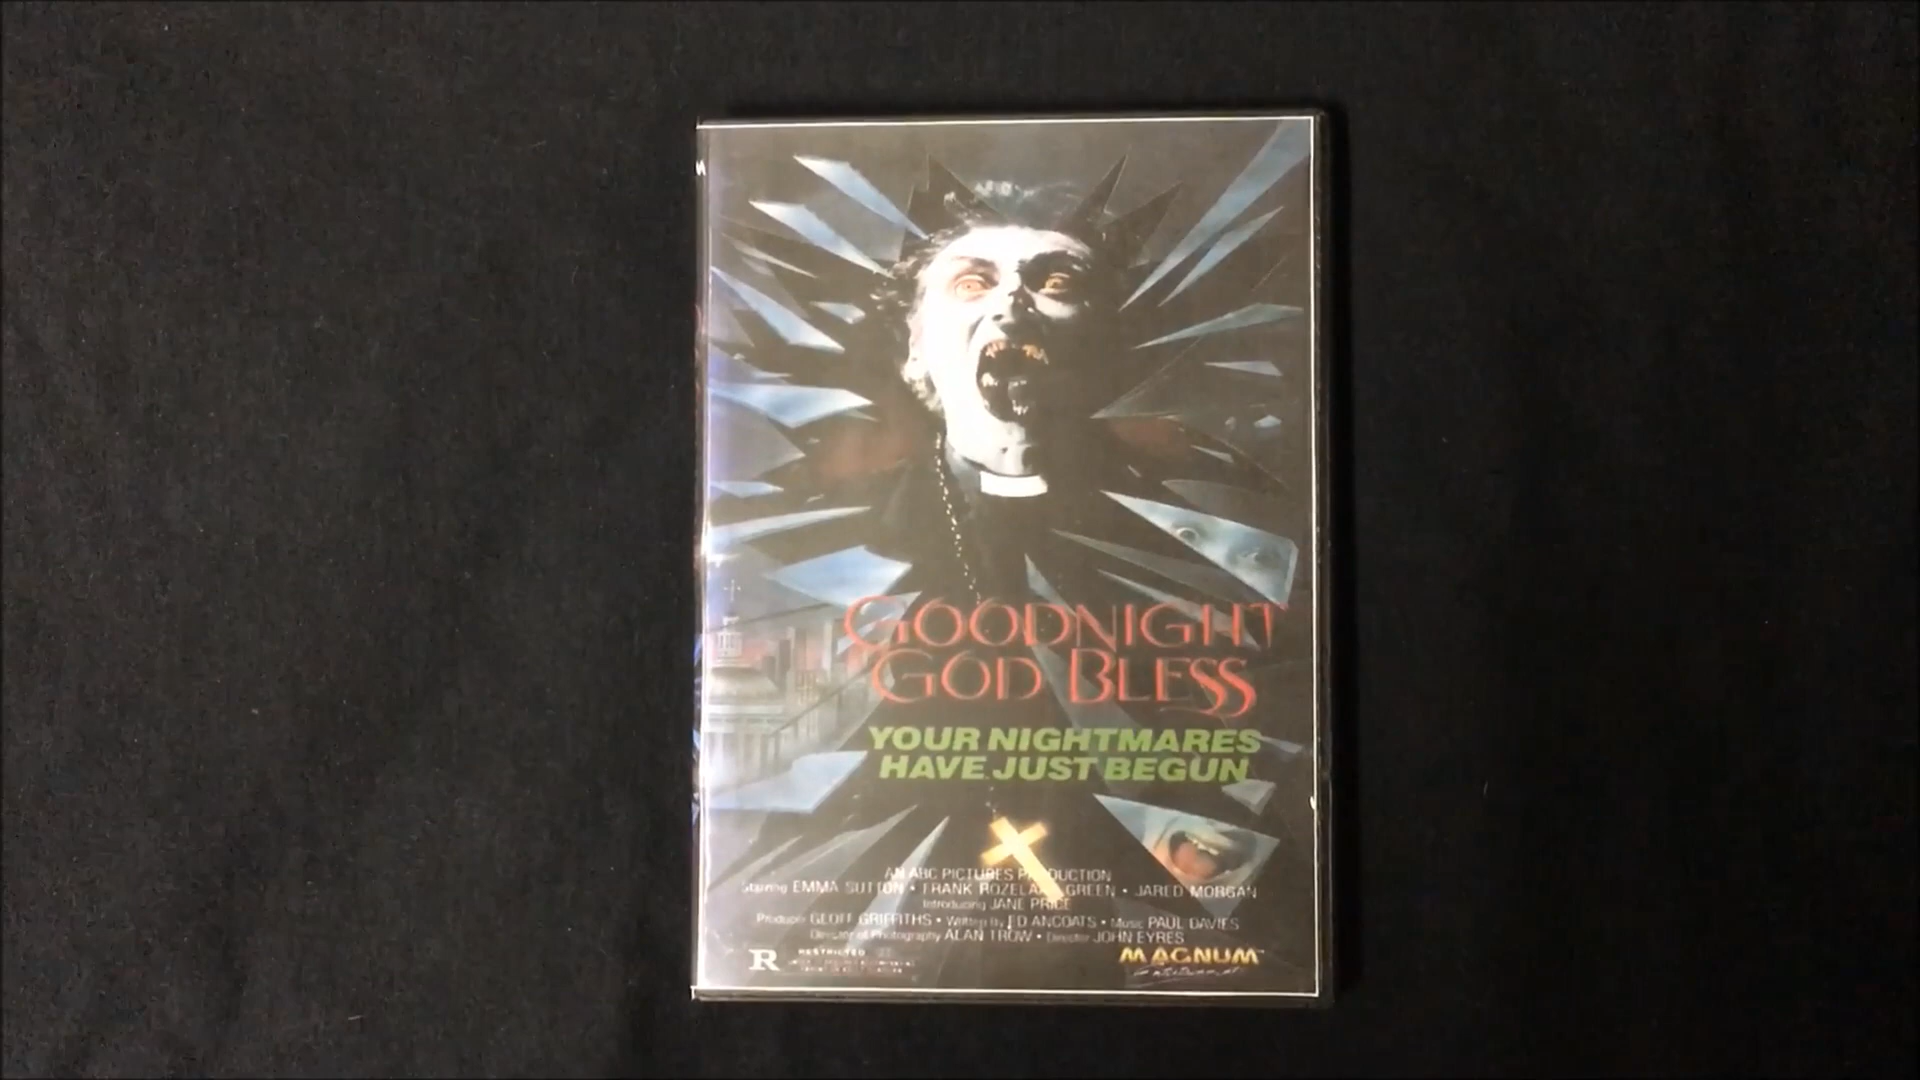 GOODNIGHT
GOD BLESS
YOUR NIGHTMARES
HAVE JUST BEGUN
AN ABC PICTURES PRODUCTION
Starring EMMA SUTTON • FRANK ROZELAAR GREEN • JARED MORGAN
Introducing JANE PRICE
Producer GEOFF GRIFFITHS • Written By ED ANCOATS • Music PAUL DAVIES
Director of Photography ALAN TROW • Director JOHN EYRES
R RESTRICTED
MAGNUM